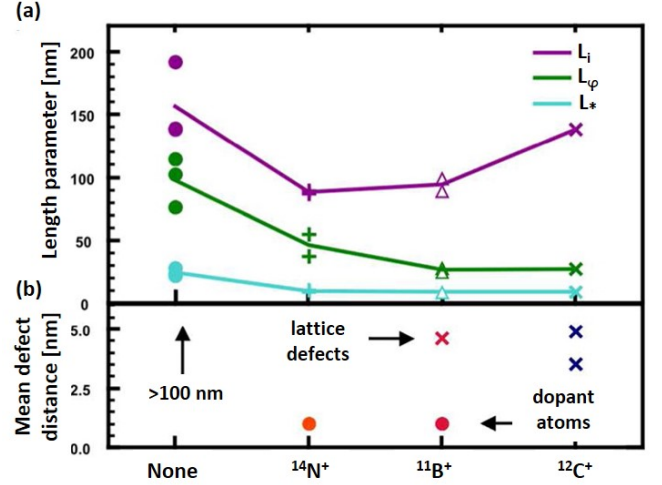 (a)
Length parameter [nm]
200
150
100
50
0
Lᵢ
Lᵩ
L*
(b)
Mean defect
distance [nm]
5.0
2.5
0.0
>100 nm
lattice
defects
dopant
atoms
None
¹⁴N⁺
¹¹B⁺
¹²C⁺